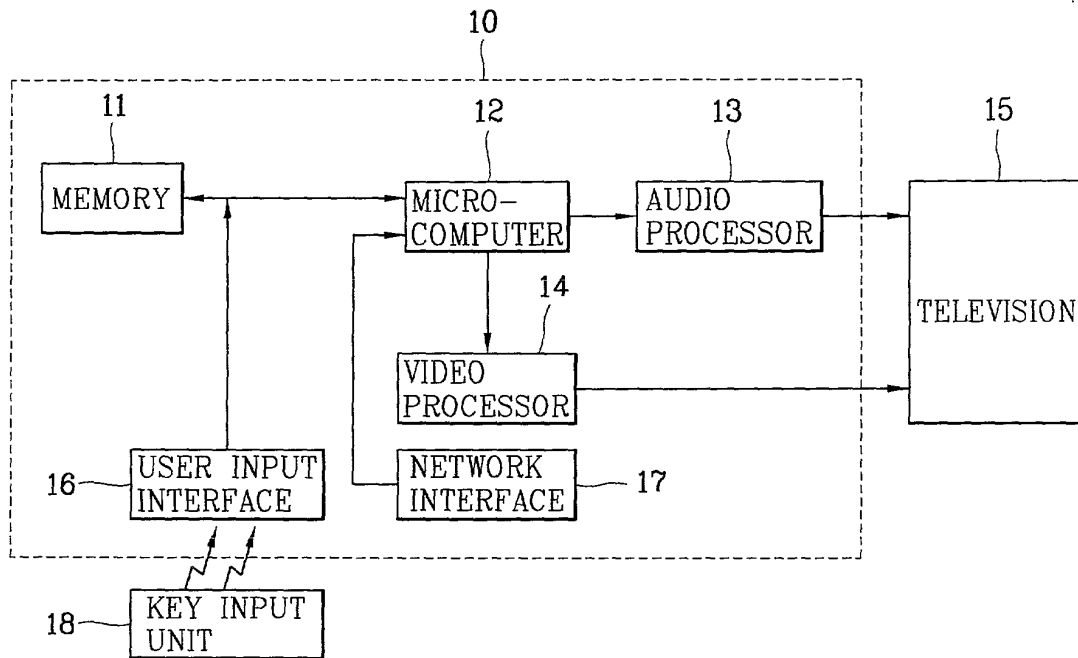 10
11
12
13
15
MEMORY
MICRO-
COMPUTER
AUDIO
PROCESSOR
TELEVISION
14
VIDEO
PROCESSOR
16
USER INPUT
INTERFACE
NETWORK
INTERFACE
17
18
KEY INPUT
UNIT